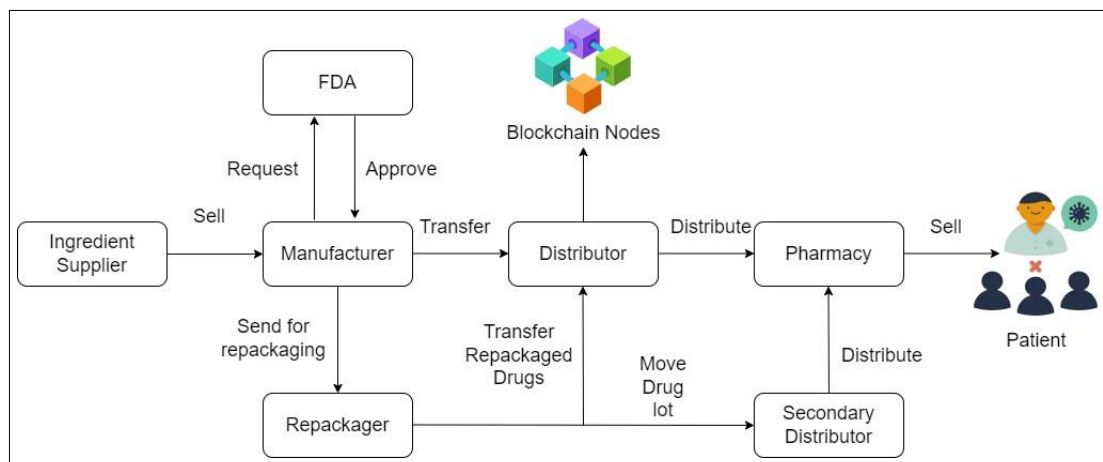 FDA
Blockchain Nodes
Request
Approve
Sell
Transfer
Distribute
Sell
Ingredient
Supplier
Manufacturer
Distributor
Pharmacy
Send for
repackaging
Transfer
Repackaged
Drugs
Move
Drug
lot
Distribute
Patient
Repackager
Secondary
Distributor